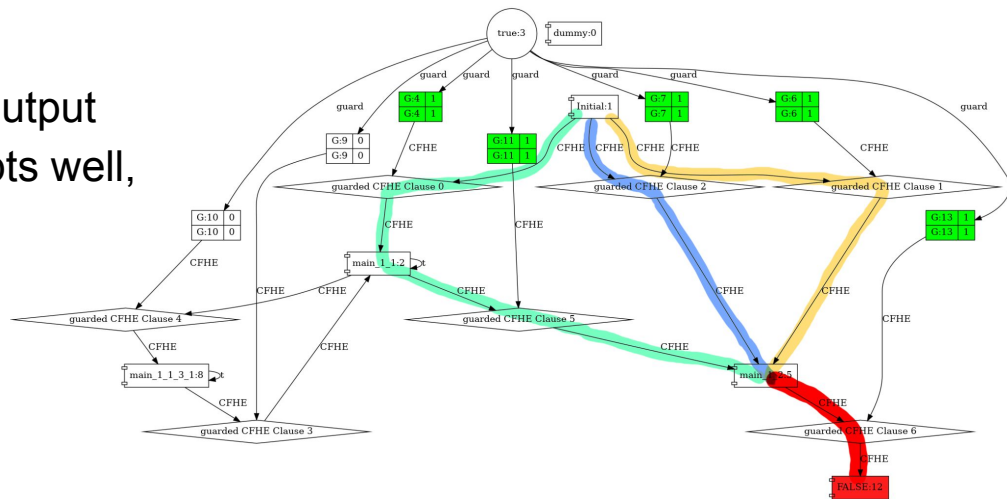 utput
ots well,
true:3
dummy:0
guard
guard
guard
guard
guard
guard
guard
G:4 1
G:4 1
Initial:1
G:7 1
G:7 1
G:6 1
G:6 1
G:9 0
G:9 0
G:11 1
G:11 1
CFHE
CFHE
CFHE
CFHE
CFHE
CFHE
guarded CFHE Clause 0
guarded CFHE Clause 2
guarded CFHE Clause 1
G:10 0
G:10 0
G:13 1
G:13 1
CFHE
CFHE
main_1_1:2
t
CFHE
CFHE
CFHE
CFHE
CFHE
CFHE
guarded CFHE Clause 4
guarded CFHE Clause 5
CFHE
CFHE
CFHE
main_1_1_3_1:8
t
CFHE
CFHE
guarded CFHE Clause 3
guarded CFHE Clause 6
CFHE
FALSE:12